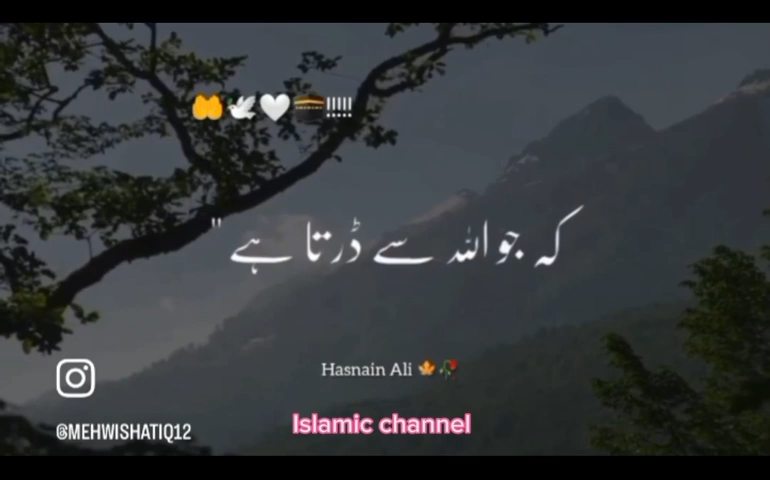 🤲🕊️🤍🕋!!!!!
کہ جو اللہ سے ڈرتا ہے "
Hasnain Ali 🍁🥀
Islamic channel
@MEHWISHATIQ12